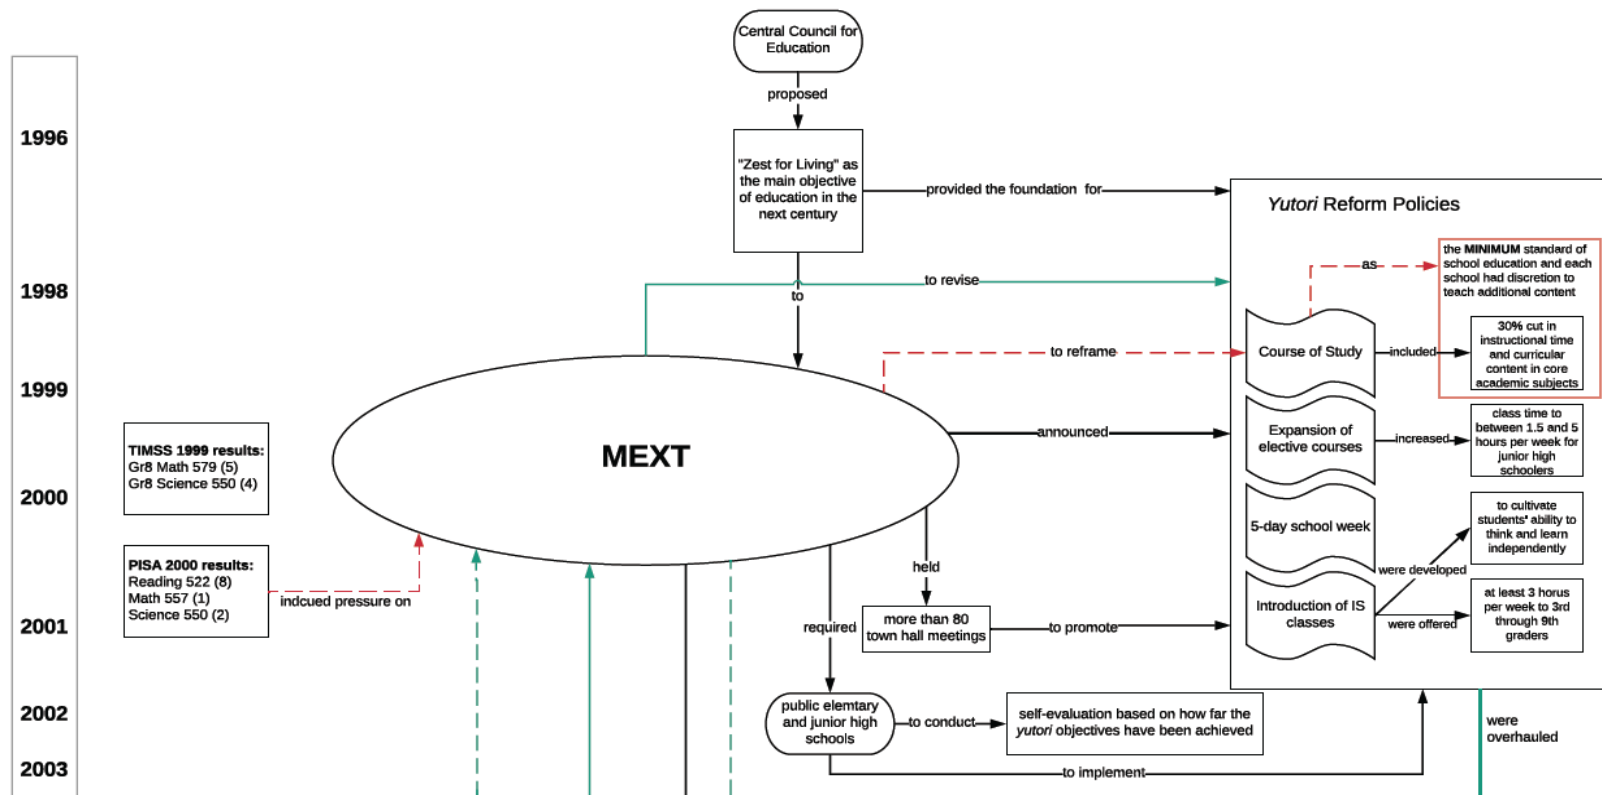 Central Council for
Education
proposed
1996
"Zest for Living" as
the main objective
of education in the
next century
provided the foundation for
Yutori Reform Policies
the MINIMUM standard of
school education and each
school had discretion to
teach additional content
as
to revise
1998
to
30% cut in
instructional time
and curricular
content in core
academic subjects
to reframe
Course of Study
included
1999
class time to
between 1.5 and 5
hours per week for
junior high
schoolers
Expansion of
elective courses
increased
announced
MEXT
TIMSS 1999 results:
Gr8 Math 579 (5)
Gr8 Science 550 (4)
2000
5-day school week
to cultivate
students' ability to
think and learn
independently
were developed
held
PISA 2000 results:
Reading 522 (8)
Math 557 (1)
Science 550 (2)
indcued pressure on
Introduction of IS
classes
were offered
at least 3 horus
per week to 3rd
through 9th
graders
2001
required
more than 80
town hall meetings
to promote
2002
public elemtary
and junior high
schools
to conduct
self-evaluation based on how far the
yutori objectives have been achieved
were
overhauled
2003
to implement